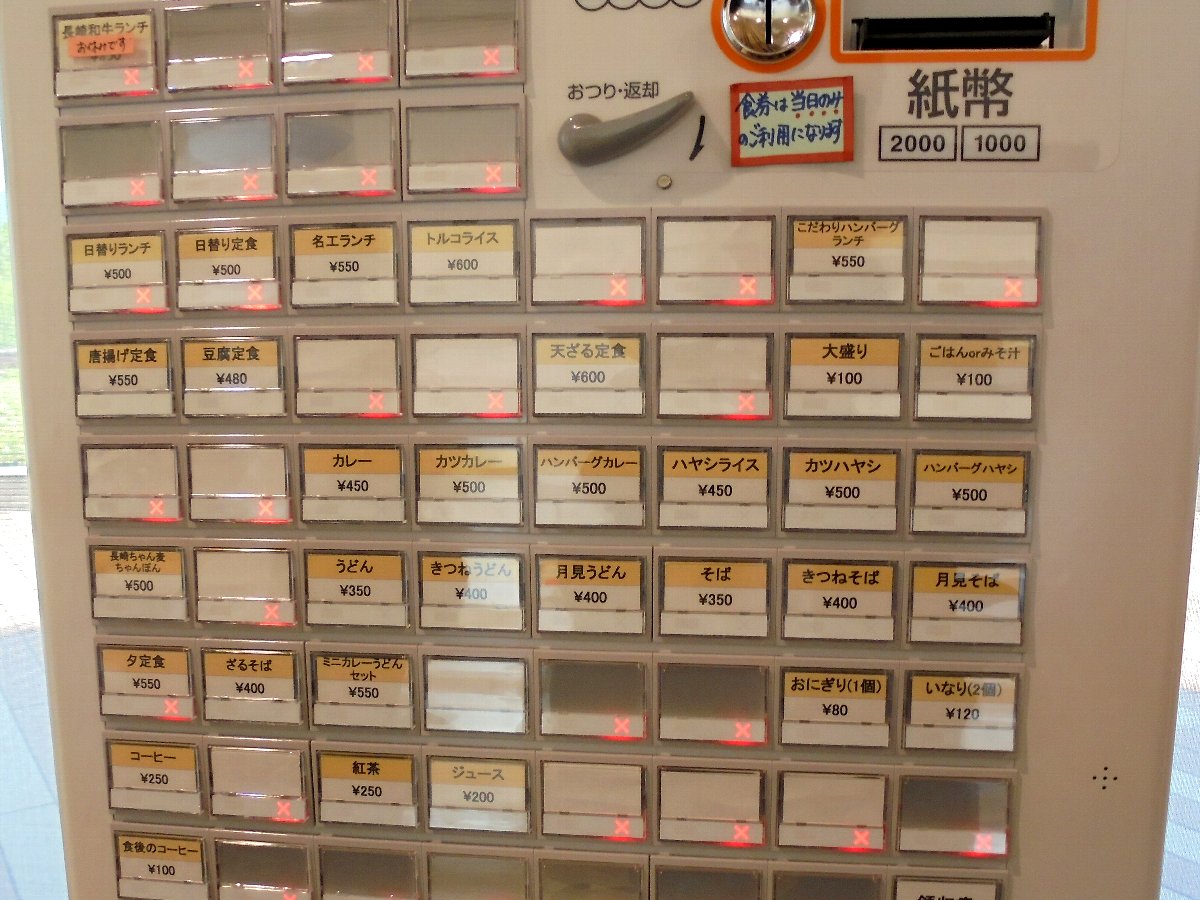 長崎和牛ランチ
お休みです
おつり・返却
食券は当日のみ
のご利用になります
紙幣
2000 1000
日替りランチ
¥500
日替り定食
¥500
名工ランチ
¥550
トルコライス
¥600
こだわりハンバーグ
ランチ
¥550
唐揚げ定食
¥550
豆腐定食
¥480
天ざる定食
¥600
大盛り
¥100
ごはんorみそ汁
¥100
カレー
¥450
カツカレー
¥500
ハンバーグカレー
¥500
ハヤシライス
¥450
カツハヤシ
¥500
ハンバーグハヤシ
¥500
長崎ちゃん麦
ちゃんぽん
¥500
うどん
¥350
きつねうどん
¥400
月見うどん
¥400
そば
¥350
きつねそば
¥400
月見そば
¥400
夕定食
¥550
ざるそば
¥400
ミニカレーうどん
セット
¥550
おにぎり(1個)
¥80
いなり(2個)
¥120
コーヒー
¥250
紅茶
¥250
ジュース
¥200
食後のコーヒー
¥100